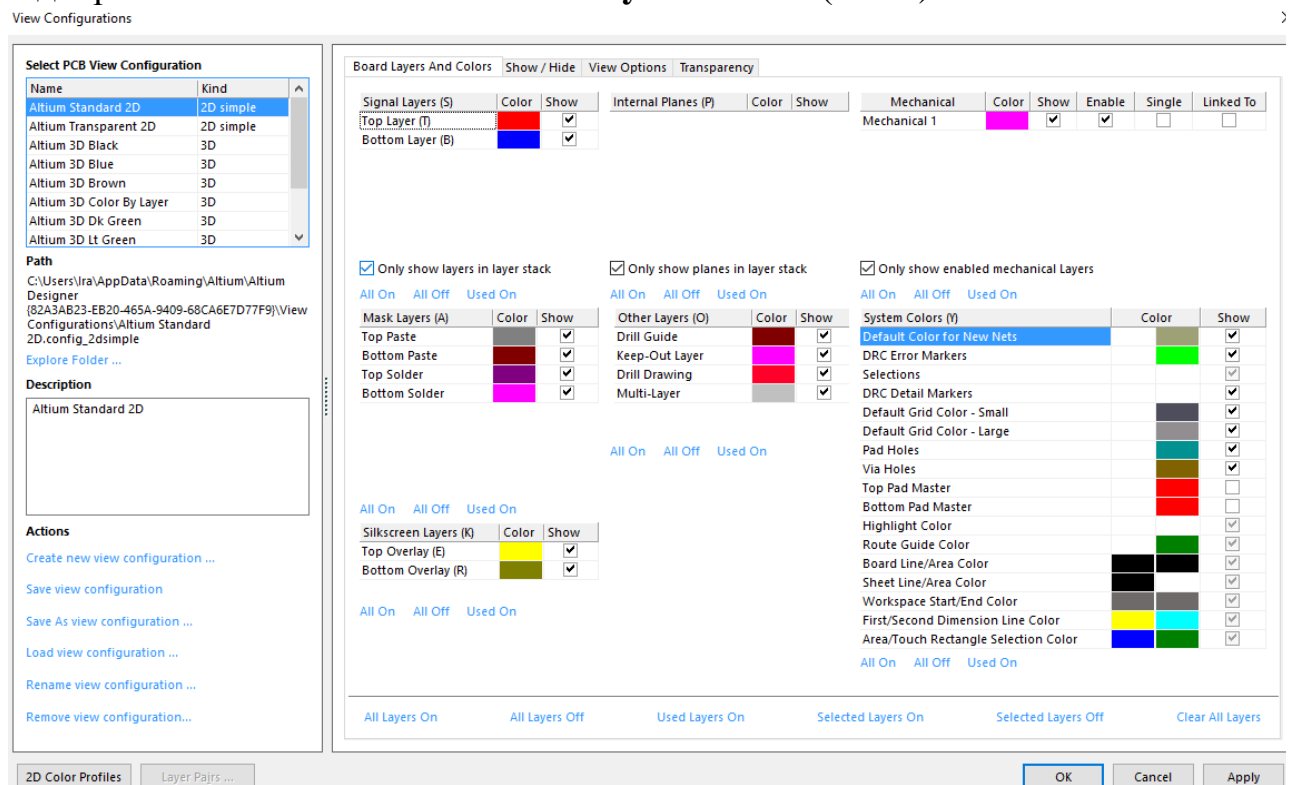 View Configurations
Select PCB View Configuration
Name Kind
Altium Standard 2D 2D simple
Altium Transparent 2D 2D simple
Altium 3D Black 3D
Altium 3D Blue 3D
Altium 3D Brown 3D
Altium 3D Color By Layer 3D
Altium 3D Dk Green 3D
Altium 3D Lt Green 3D
Path
C:\Users\Ira\AppData\Roaming\Altium\Altium
Designer
{82A3AB23-EB20-465A-9409-68CA6E7D77F9}\View
Configurations\Altium Standard
2D.config_2dsimple
Explore Folder ...
Description
Altium Standard 2D
Actions
Create new view configuration ...
Save view configuration
Save As view configuration ...
Load view configuration ...
Rename view configuration ...
Remove view configuration...
Board Layers And Colors Show / Hide View Options Transparency
Signal Layers (S) Color Show
Top Layer (T)
Bottom Layer (B)
Only show layers in layer stack
All On All Off Used On
Internal Planes (P) Color Show
Only show planes in layer stack
All On All Off Used On
Mechanical Color Show Enable Single Linked To
Mechanical 1
Only show enabled mechanical Layers
All On All Off Used On
Mask Layers (A) Color Show
Top Paste
Bottom Paste
Top Solder
Bottom Solder
All On All Off Used On
Other Layers (O) Color Show
Drill Guide
Keep-Out Layer
Drill Drawing
Multi-Layer
All On All Off Used On
System Colors (Y) Color Show
Default Color for New Nets
DRC Error Markers
Selections
DRC Detail Markers
Default Grid Color - Small
Default Grid Color - Large
Pad Holes
Via Holes
Top Pad Master
Bottom Pad Master
Highlight Color
Route Guide Color
Board Line/Area Color
Sheet Line/Area Color
Workspace Start/End Color
First/Second Dimension Line Color
Area/Touch Rectangle Selection Color
All On All Off Used On
Silkscreen Layers (K) Color Show
Top Overlay (E)
Bottom Overlay (R)
All On All Off Used On
All Layers On All Layers Off Used Layers On Selected Layers On Selected Layers Off Clear All Layers
2D Color Profiles Layer Pairs ... OK Cancel Apply